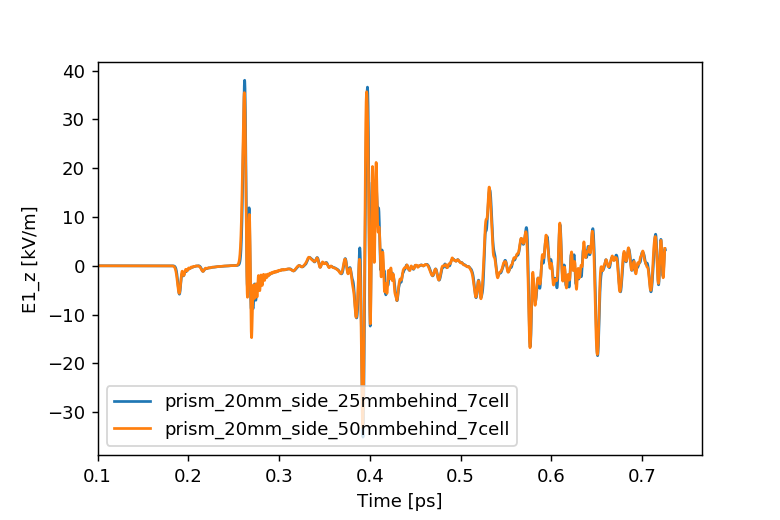 40
30
20
10
0
−10
−20
−30
E1_z [kV/m]
prism_20mm_side_25mmbehind_7cell
prism_20mm_side_50mmbehind_7cell
0.1 0.2 0.3 0.4 0.5 0.6 0.7
Time [ps]